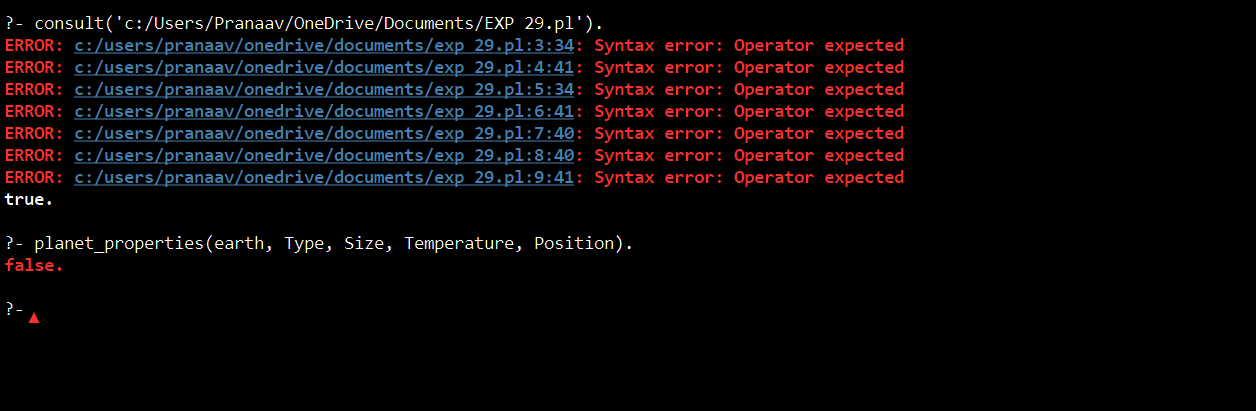 ?- consult('c:/Users/Pranaav/OneDrive/Documents/EXP 29.pl').
ERROR: c:/users/pranaav/onedrive/documents/exp 29.pl:3:34: Syntax error: Operator expected
ERROR: c:/users/pranaav/onedrive/documents/exp 29.pl:4:41: Syntax error: Operator expected
ERROR: c:/users/pranaav/onedrive/documents/exp 29.pl:5:34: Syntax error: Operator expected
ERROR: c:/users/pranaav/onedrive/documents/exp 29.pl:6:41: Syntax error: Operator expected
ERROR: c:/users/pranaav/onedrive/documents/exp 29.pl:7:40: Syntax error: Operator expected
ERROR: c:/users/pranaav/onedrive/documents/exp 29.pl:8:40: Syntax error: Operator expected
ERROR: c:/users/pranaav/onedrive/documents/exp 29.pl:9:41: Syntax error: Operator expected
true.
?- planet_properties(earth, Type, Size, Temperature, Position).
false.
?-